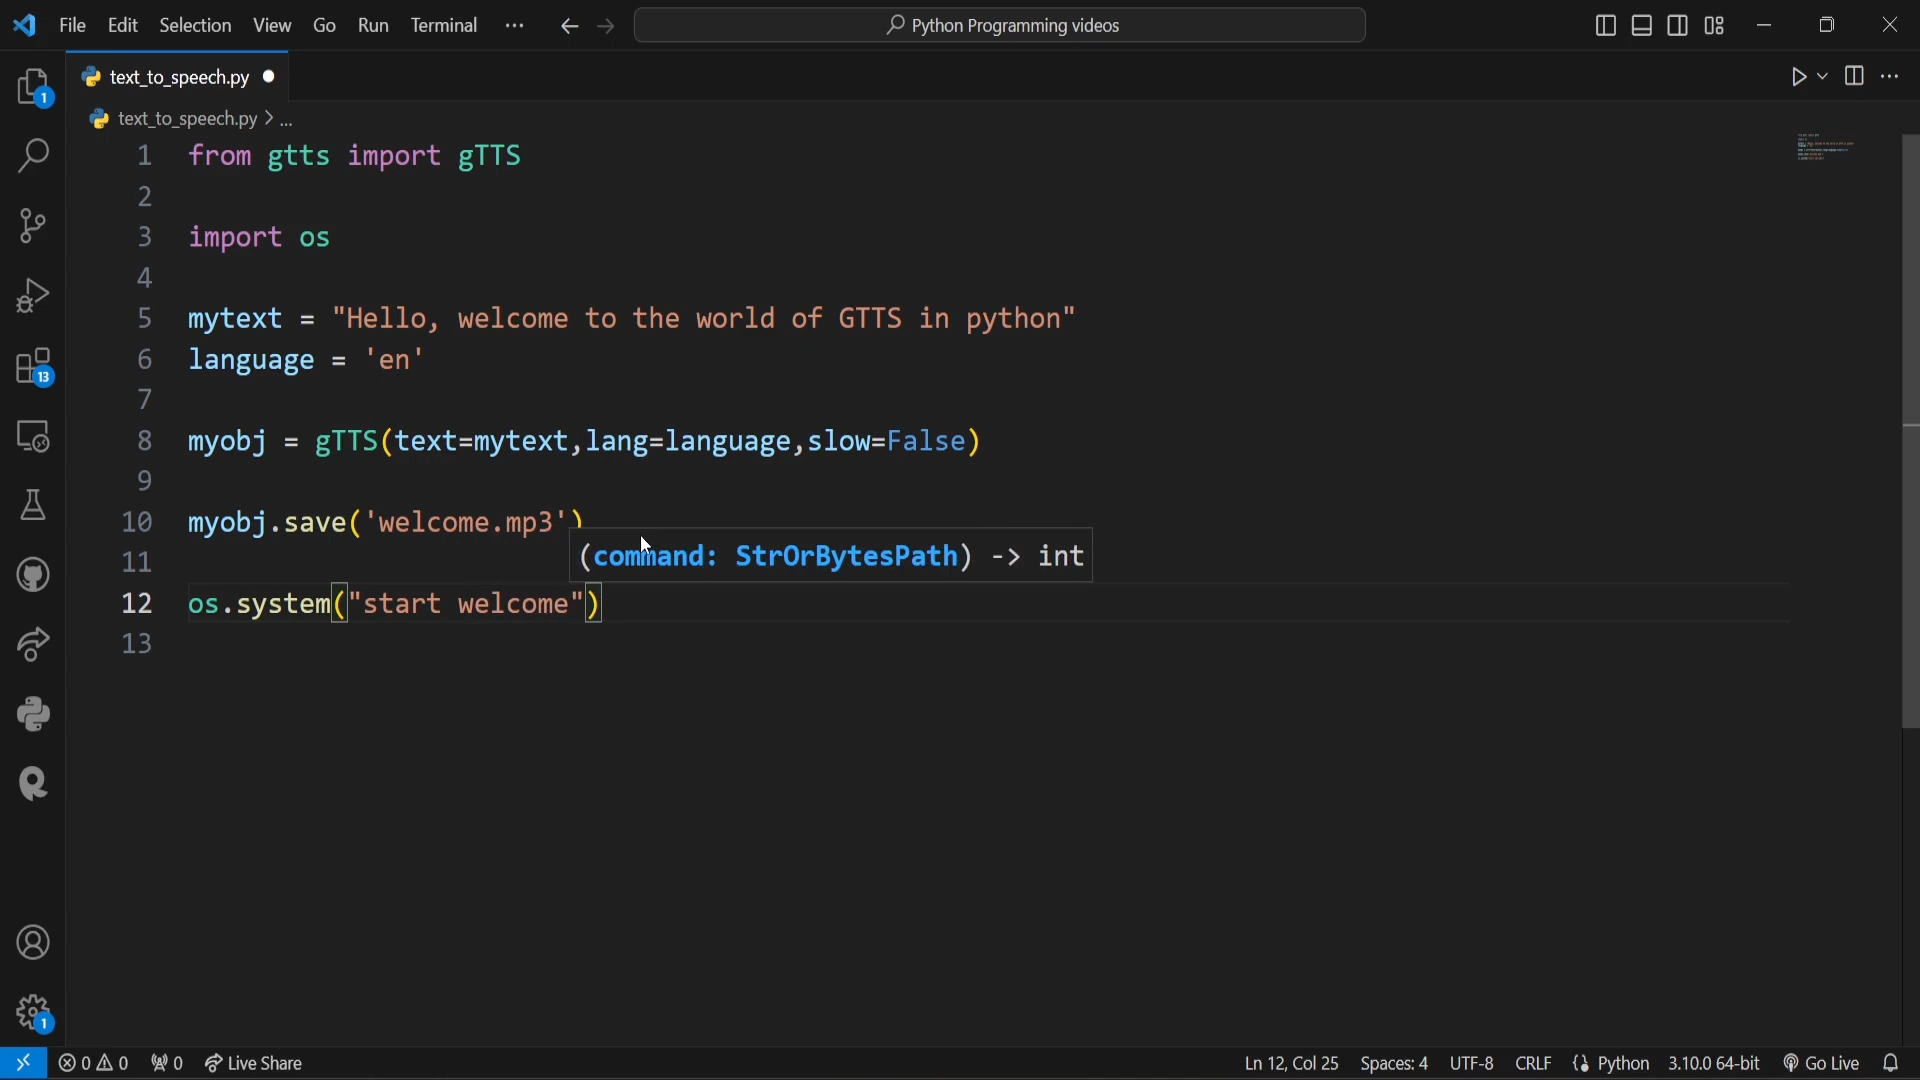 File Edit Selection View Go Run Terminal ···
Python Programming videos
1
text_to_speech.py
text_to_speech.py > ...
1 from gtts import gTTS
2
3 import os
4
5 mytext = "Hello, welcome to the world of GTTS in python"
6 language = 'en'
7
8 myobj = gTTS(text=mytext,lang=language,slow=False)
9
10 myobj.save('welcome.mp3')
11
(command: StrOrBytesPath) -> int
12 os.system("start welcome")
13
13
1
0 0 0 Live Share
Ln 12, Col 25 Spaces: 4 UTF-8 CRLF Python 3.10.0 64-bit Go Live